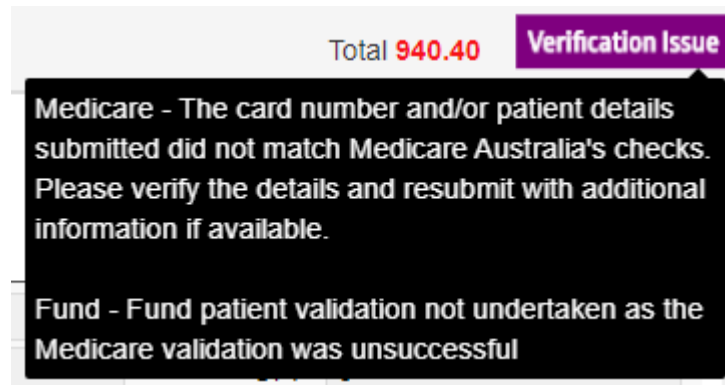 Total 940.40 Verification Issue
Medicare - The card number and/or patient details
submitted did not match Medicare Australia's checks.
Please verify the details and resubmit with additional
information if available.
Fund - Fund patient validation not undertaken as the
Medicare validation was unsuccessful